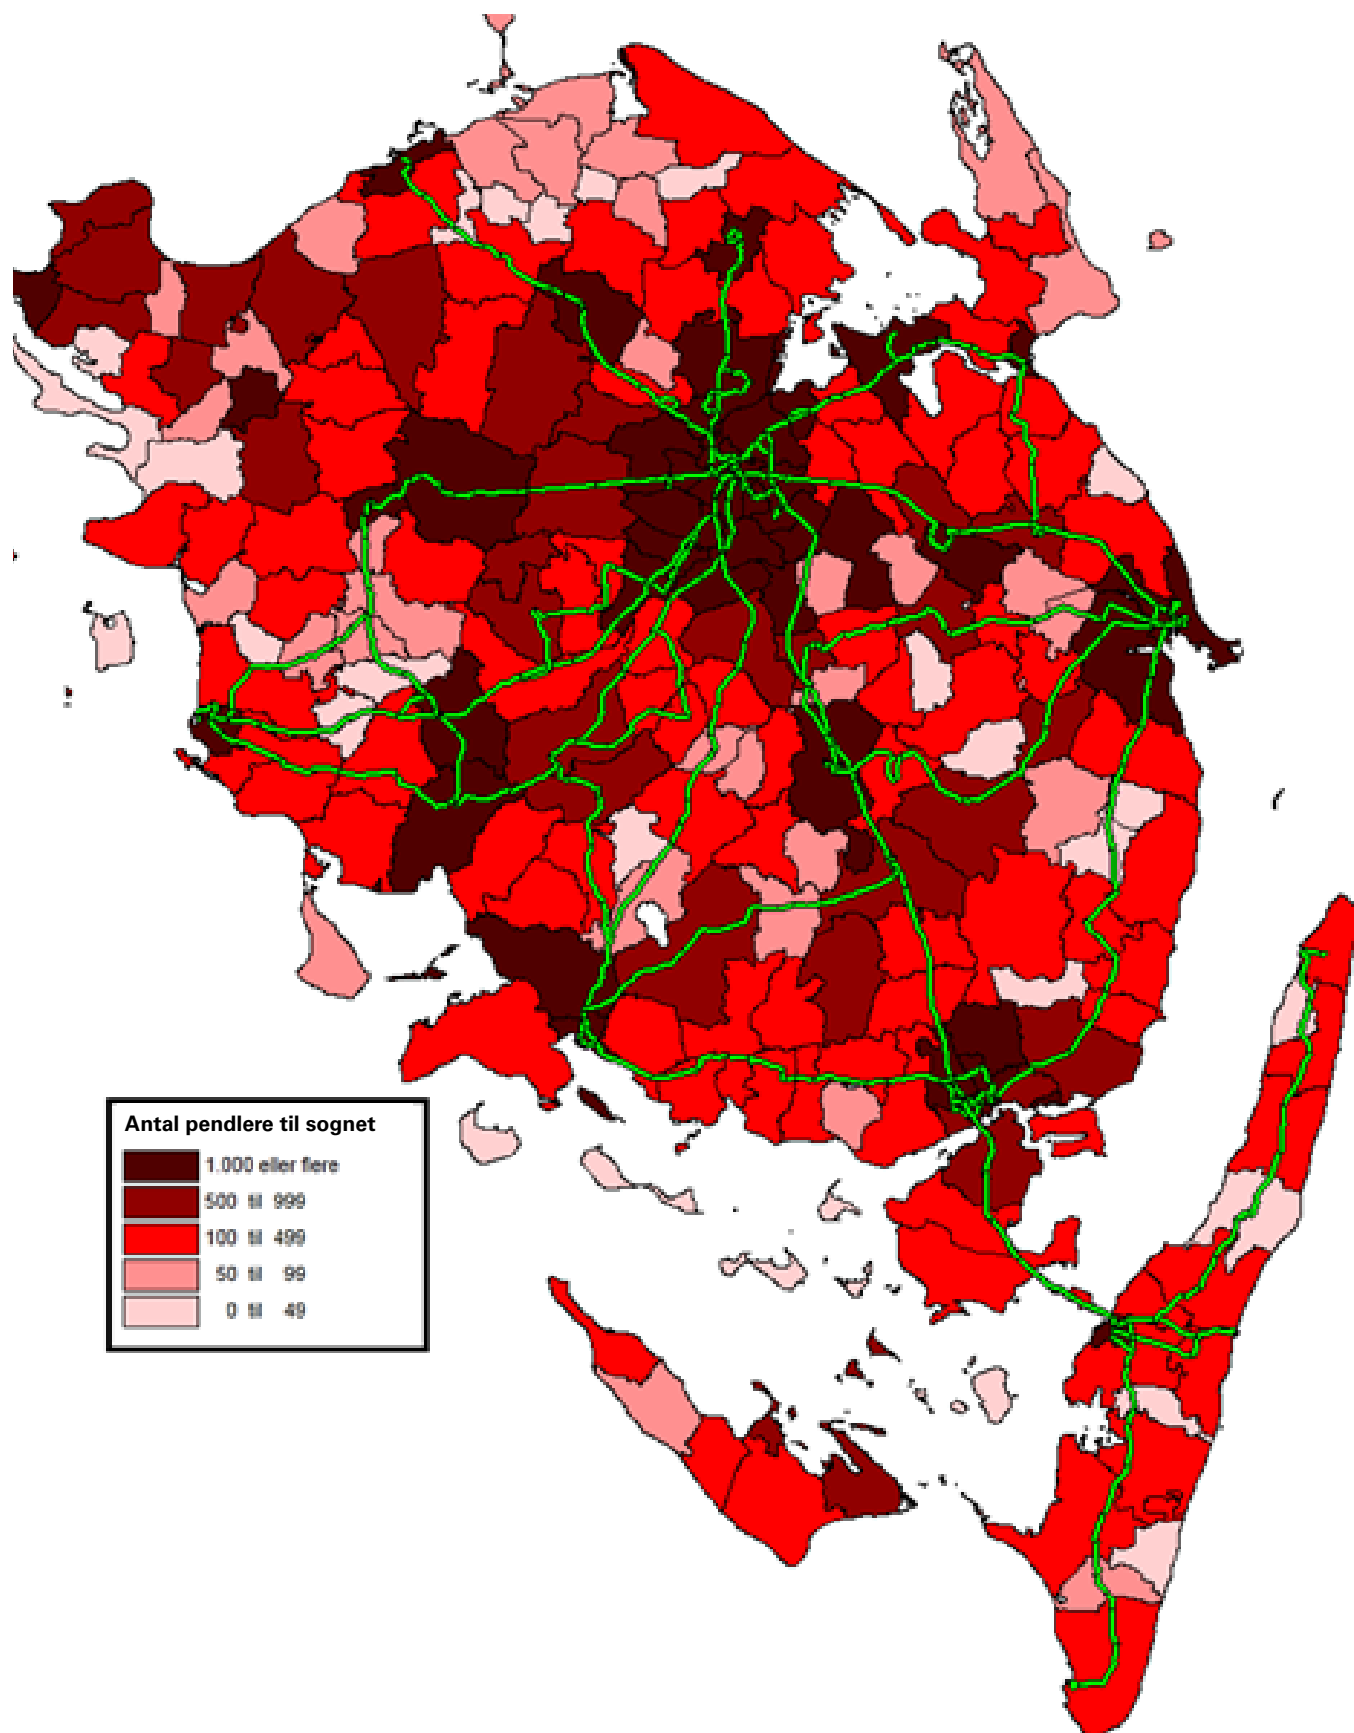 Antal pendlere til sognet
1.000 eller flere
500 til 999
100 til 499
50 til 99
0 til 49